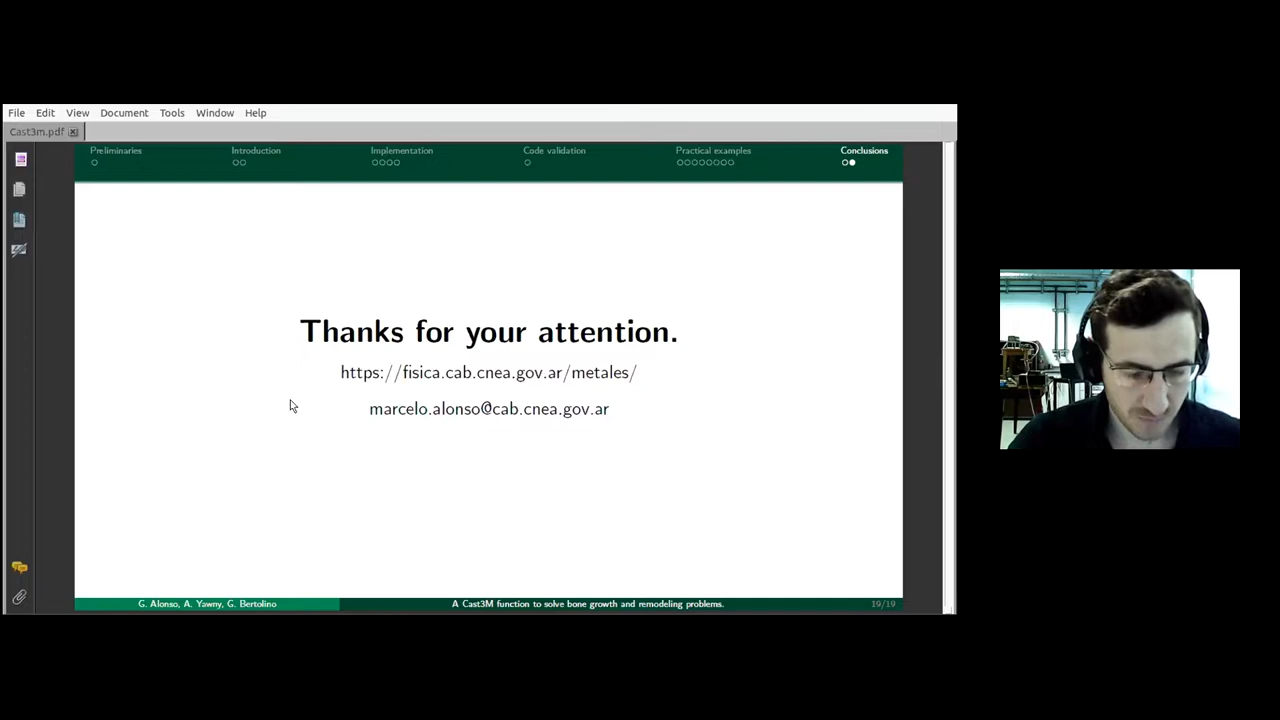 File Edit View Document Tools Window Help
Cast3m.pdf
Preliminaries Introduction Implementation Code validation Practical examples Conclusions
Thanks for your attention.
https://fisica.cab.cnea.gov.ar/metales/
marcelo.alonso@cab.cnea.gov.ar
G. Alonso, A. Yawny, G. Bertolino A Cast3M function to solve bone growth and remodeling problems. 19/19